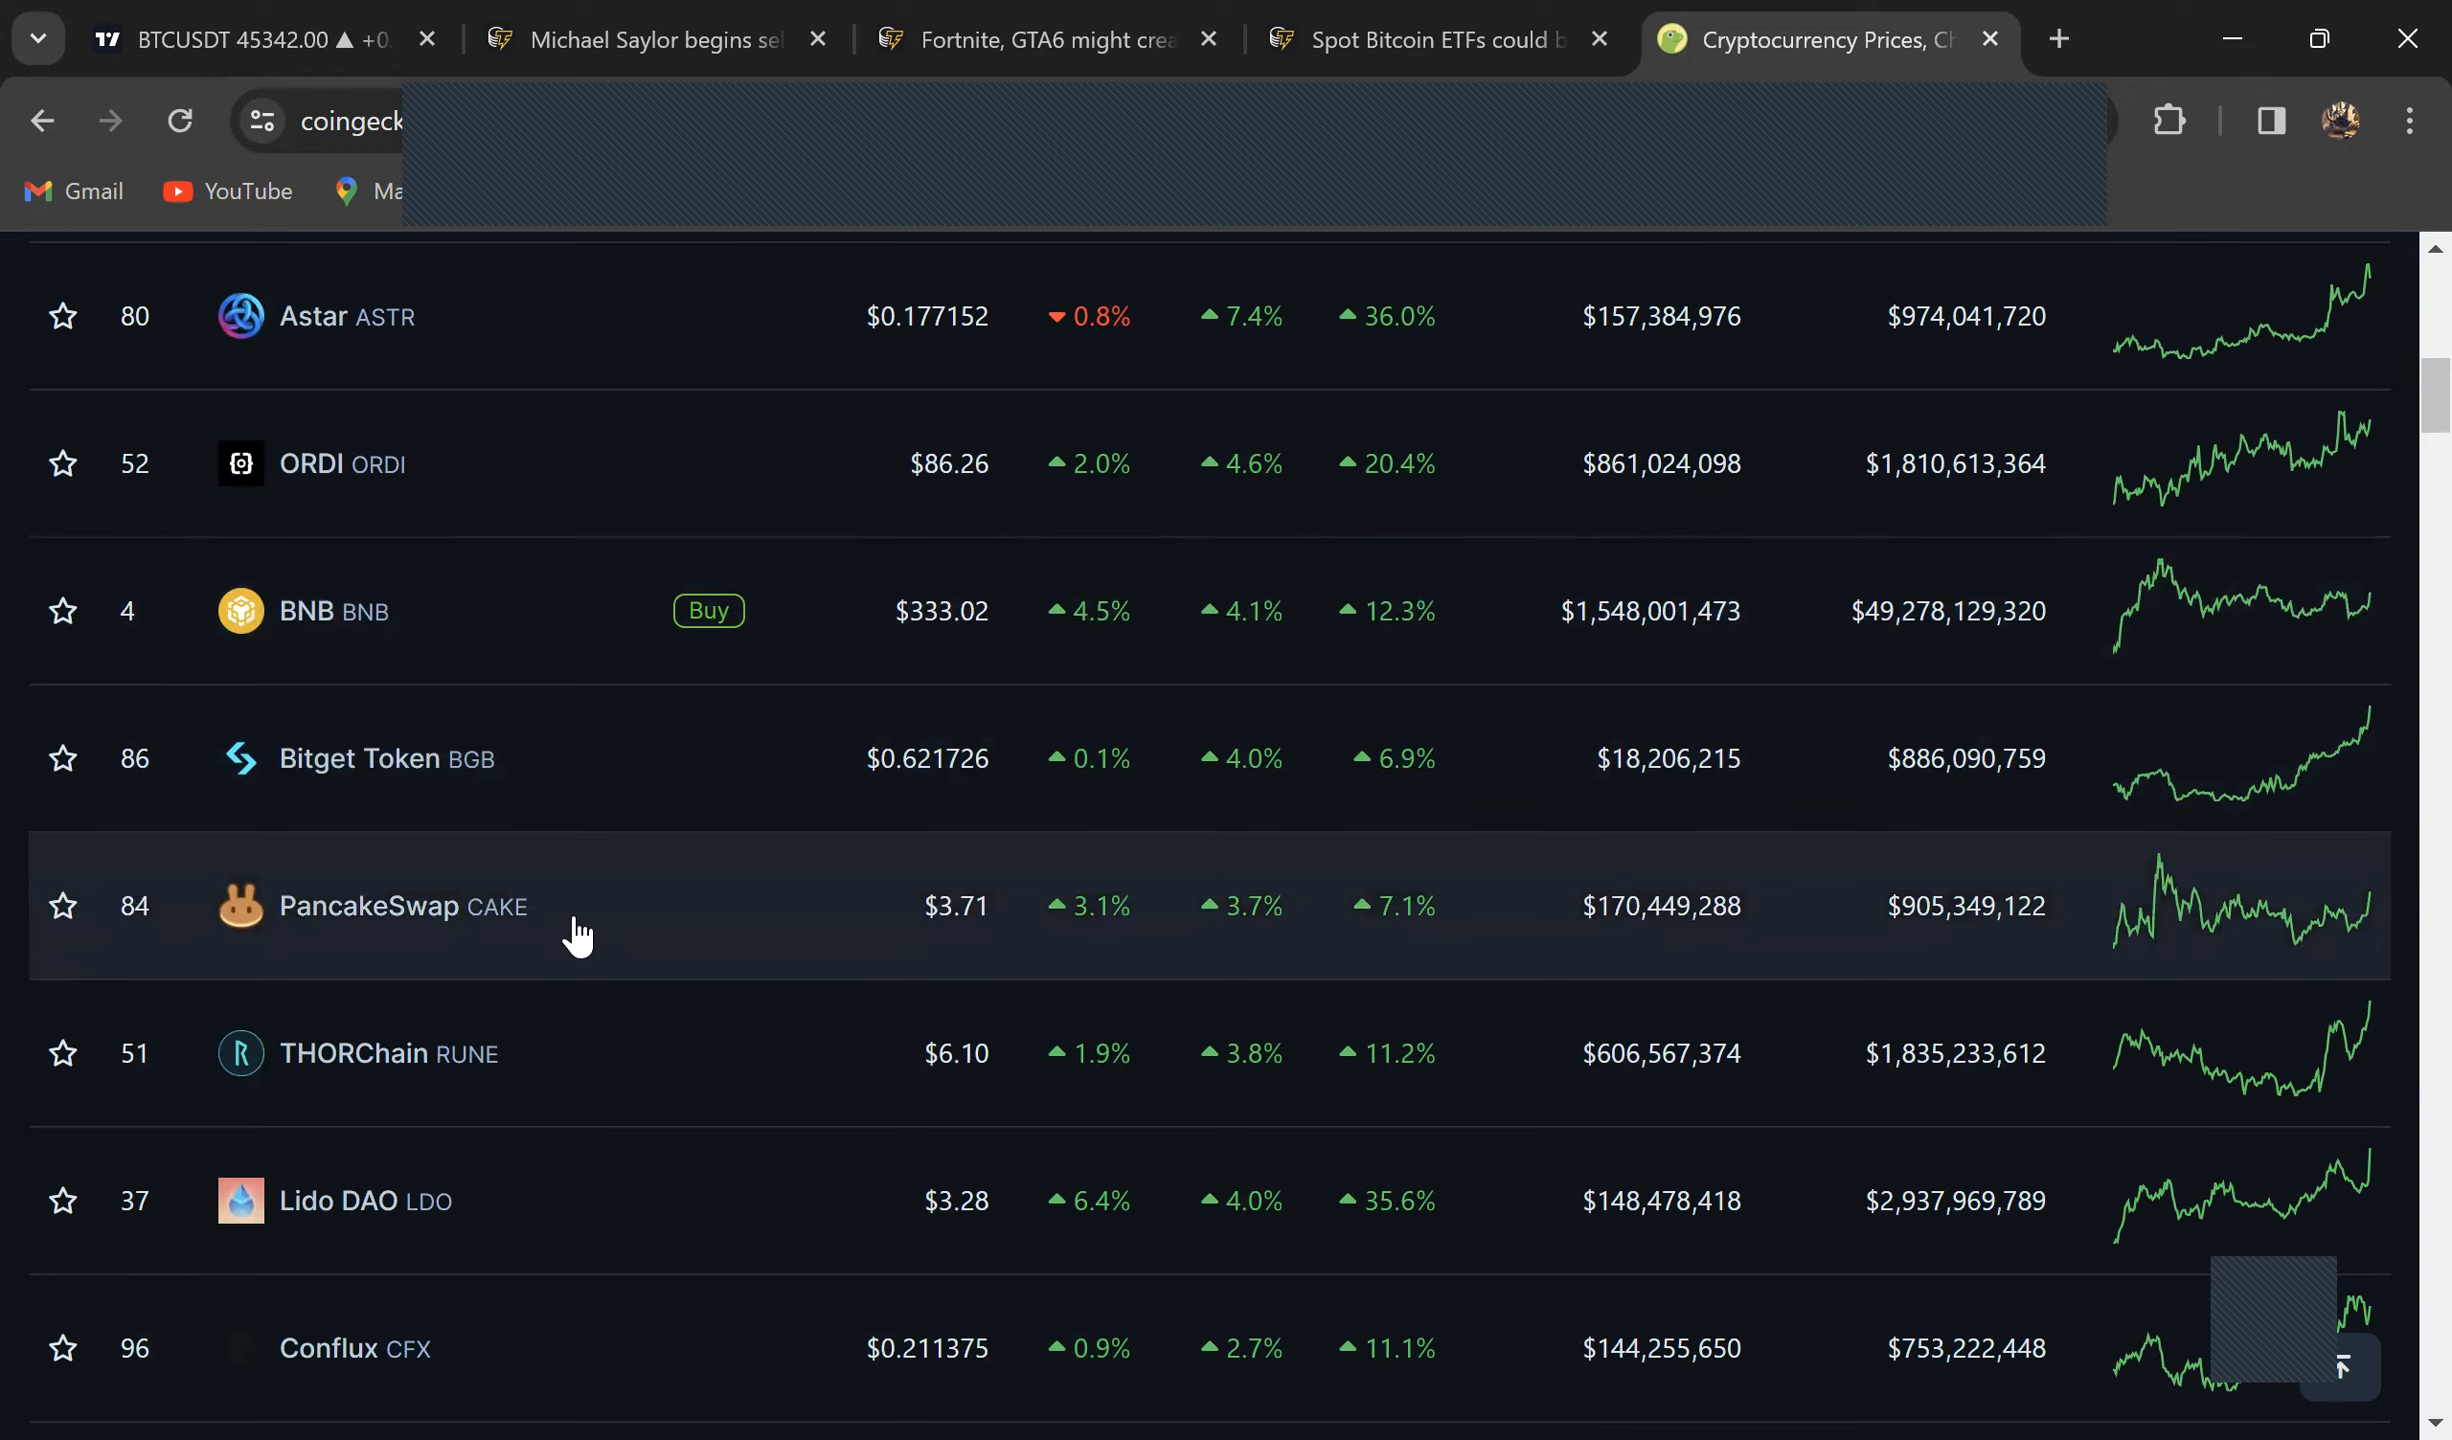 BTCUSDT 45342.00 ▲ +0. Michael Saylor begins se Fortnite, GTA6 might crea Spot Bitcoin ETFs could b Cryptocurrency Prices, Ch
coingeck
Gmail YouTube Ma
80 Astar ASTR $0.177152 0.8% 7.4% 36.0% $157,384,976 $974,041,720
52 ORDI ORDI $86.26 2.0% 4.6% 20.4% $861,024,098 $1,810,613,364
4 BNB BNB Buy $333.02 4.5% 4.1% 12.3% $1,548,001,473 $49,278,129,320
86 Bitget Token BGB $0.621726 0.1% 4.0% 6.9% $18,206,215 $886,090,759
84 PancakeSwap CAKE $3.71 3.1% 3.7% 7.1% $170,449,288 $905,349,122
51 THORChain RUNE $6.10 1.9% 3.8% 11.2% $606,567,374 $1,835,233,612
37 Lido DAO LDO $3.28 6.4% 4.0% 35.6% $148,478,418 $2,937,969,789
96 Conflux CFX $0.211375 0.9% 2.7% 11.1% $144,255,650 $753,222,448